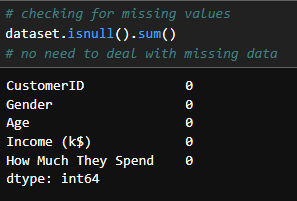 # checking for missing values
dataset.isnull().sum()
# no need to deal with missing data
CustomerID 0
Gender 0
Age 0
Income (k$) 0
How Much They Spend 0
dtype: int64